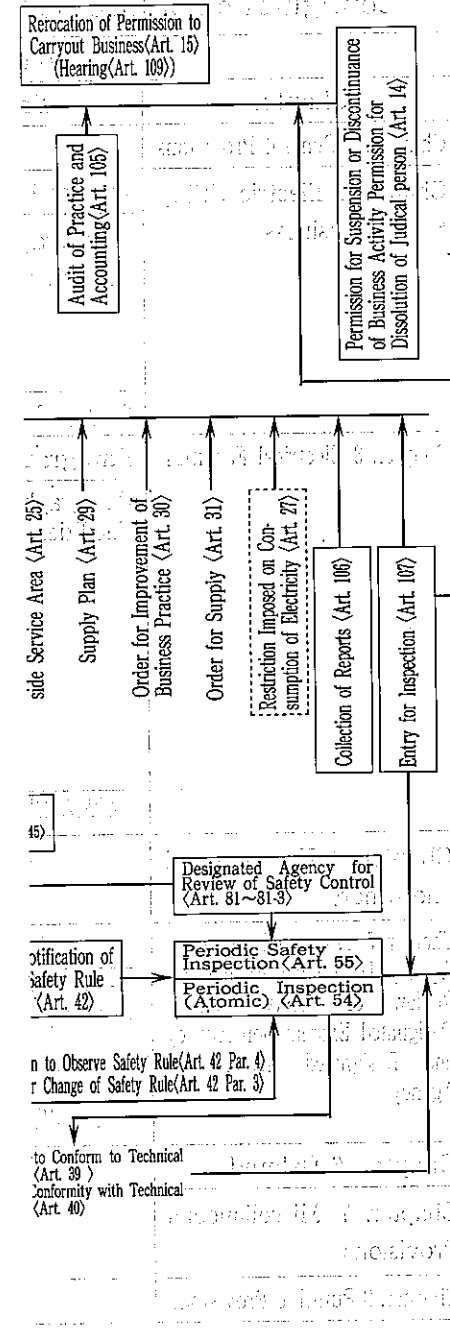 Rerocation of Permission to
Carryout Business〈Art. 15〉
(Hearing〈Art. 109〉)
Audit of Practice and
Accounting〈Art. 105〉
Permission for Suspension or Discontinuance
of Business Activity Permission for
Dissolution of Judical person 〈Art. 14〉
side Service Area 〈Art. 25〉
Supply Plan 〈Art. 29〉
Order for Improvement of
Business Practice 〈Art. 30〉
Order for Supply 〈Art. 31〉
Restriction Imposed on Con-
sumption of Electricity 〈Art. 27〉
Collection of Reports 〈Art. 106〉
Entry for Inspection 〈Art. 107〉
45〉
Designated Agency for
Review of Safety Control
〈Art. 81~81-3〉
otification of
Safety Rule
〈Art. 42〉
Periodic Safety
Inspection〈Art. 55〉
Periodic Inspection
(Atomic) 〈Art. 54〉
n to Observe Safety Rule〈Art. 42 Par. 4〉
r Change of Safety Rule〈Art. 42 Par. 3〉
to Conform to Technical
〈Art. 39 〉
Conformity with Technical
〈Art. 40〉